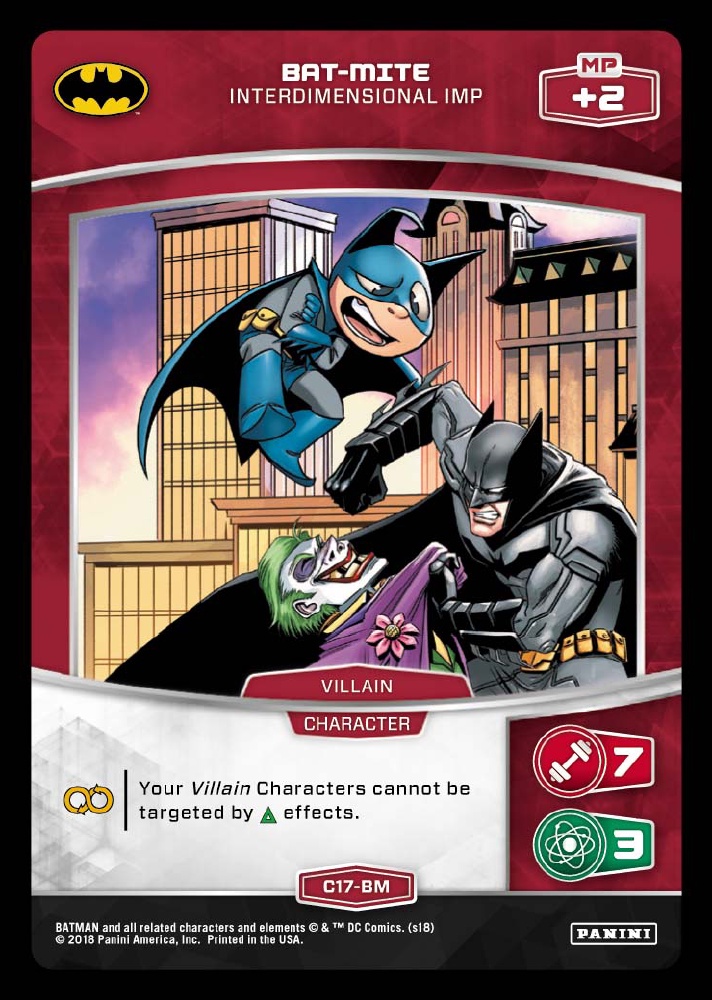 BAT-MITE
INTERDIMENSIONAL IMP
MP
+2
VILLAIN
CHARACTER
Your Villain Characters cannot be
targeted by effects.
7
3
C17-BM
BATMAN and all related characters and elements © & ™ DC Comics. (s18)
© 2018 Panini America, Inc. Printed in the USA.
PANINI